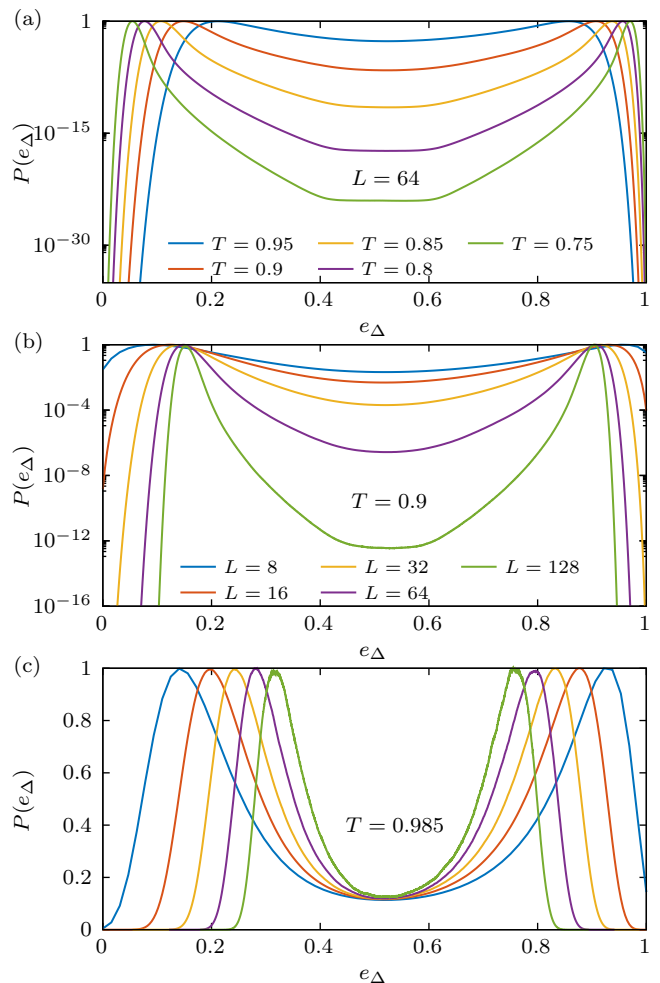 (a)
1
10⁻¹⁵
10⁻³⁰
P(e_Δ)
L = 64
T = 0.95 T = 0.85 T = 0.75
T = 0.9 T = 0.8
0 0.2 0.4 0.6 0.8 1
e_Δ
(b)
1
10⁻⁴
10⁻⁸
10⁻¹²
10⁻¹⁶
P(e_Δ)
T = 0.9
L = 8 L = 32 L = 128
L = 16 L = 64
0 0.2 0.4 0.6 0.8 1
e_Δ
(c)
1
0.8
0.6
0.4
0.2
0
P(e_Δ)
T = 0.985
0 0.2 0.4 0.6 0.8 1
e_Δ